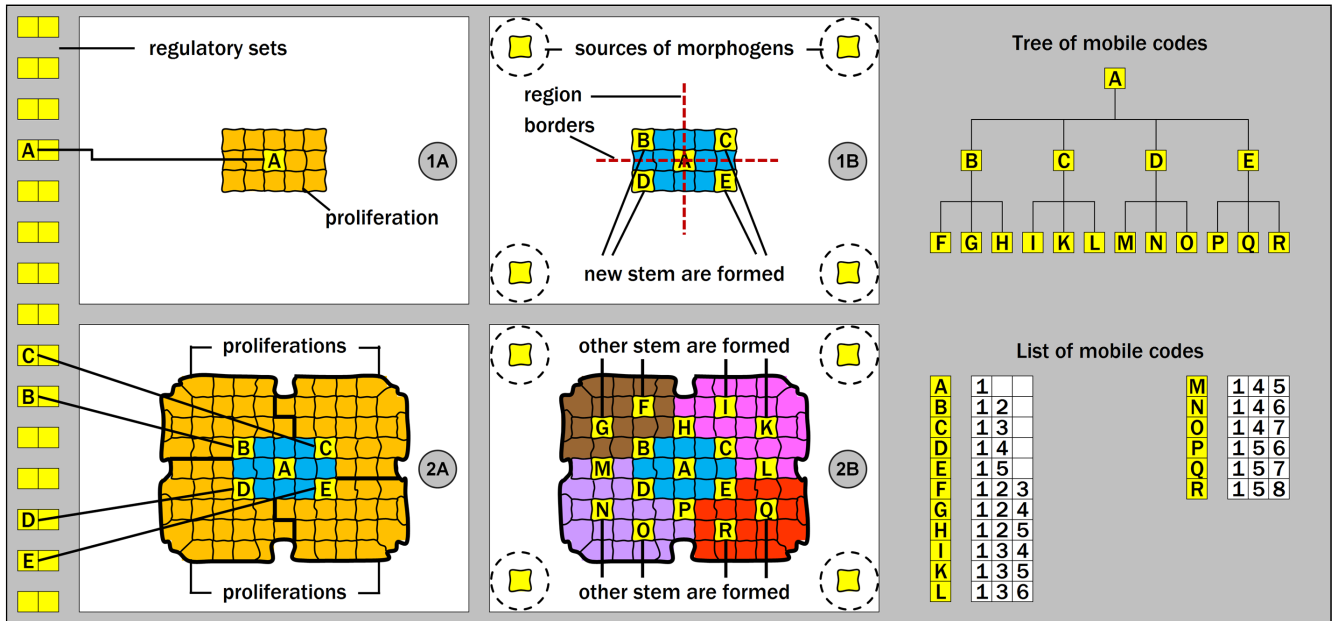 regulatory sets
A
A
1A
proliferation
sources of morphogens
region
borders
B
C
A
D
E
1B
new stem are formed
Tree of mobile codes
A
B C D E
F G H I K L M N O P Q R
proliferations
C
B
D
E
B
C
A
D
E
2A
proliferations
other stem are formed
F
I
G
H
K
B
C
M
A
L
D
E
N
P
Q
O
R
2B
other stem are formed
List of mobile codes
A 1
B 1 2
C 1 3
D 1 4
E 1 5
F 1 2 3
G 1 2 4
H 1 2 5
I 1 3 4
K 1 3 5
L 1 3 6
M 1 4 5
N 1 4 6
O 1 4 7
P 1 5 6
Q 1 5 7
R 1 5 8